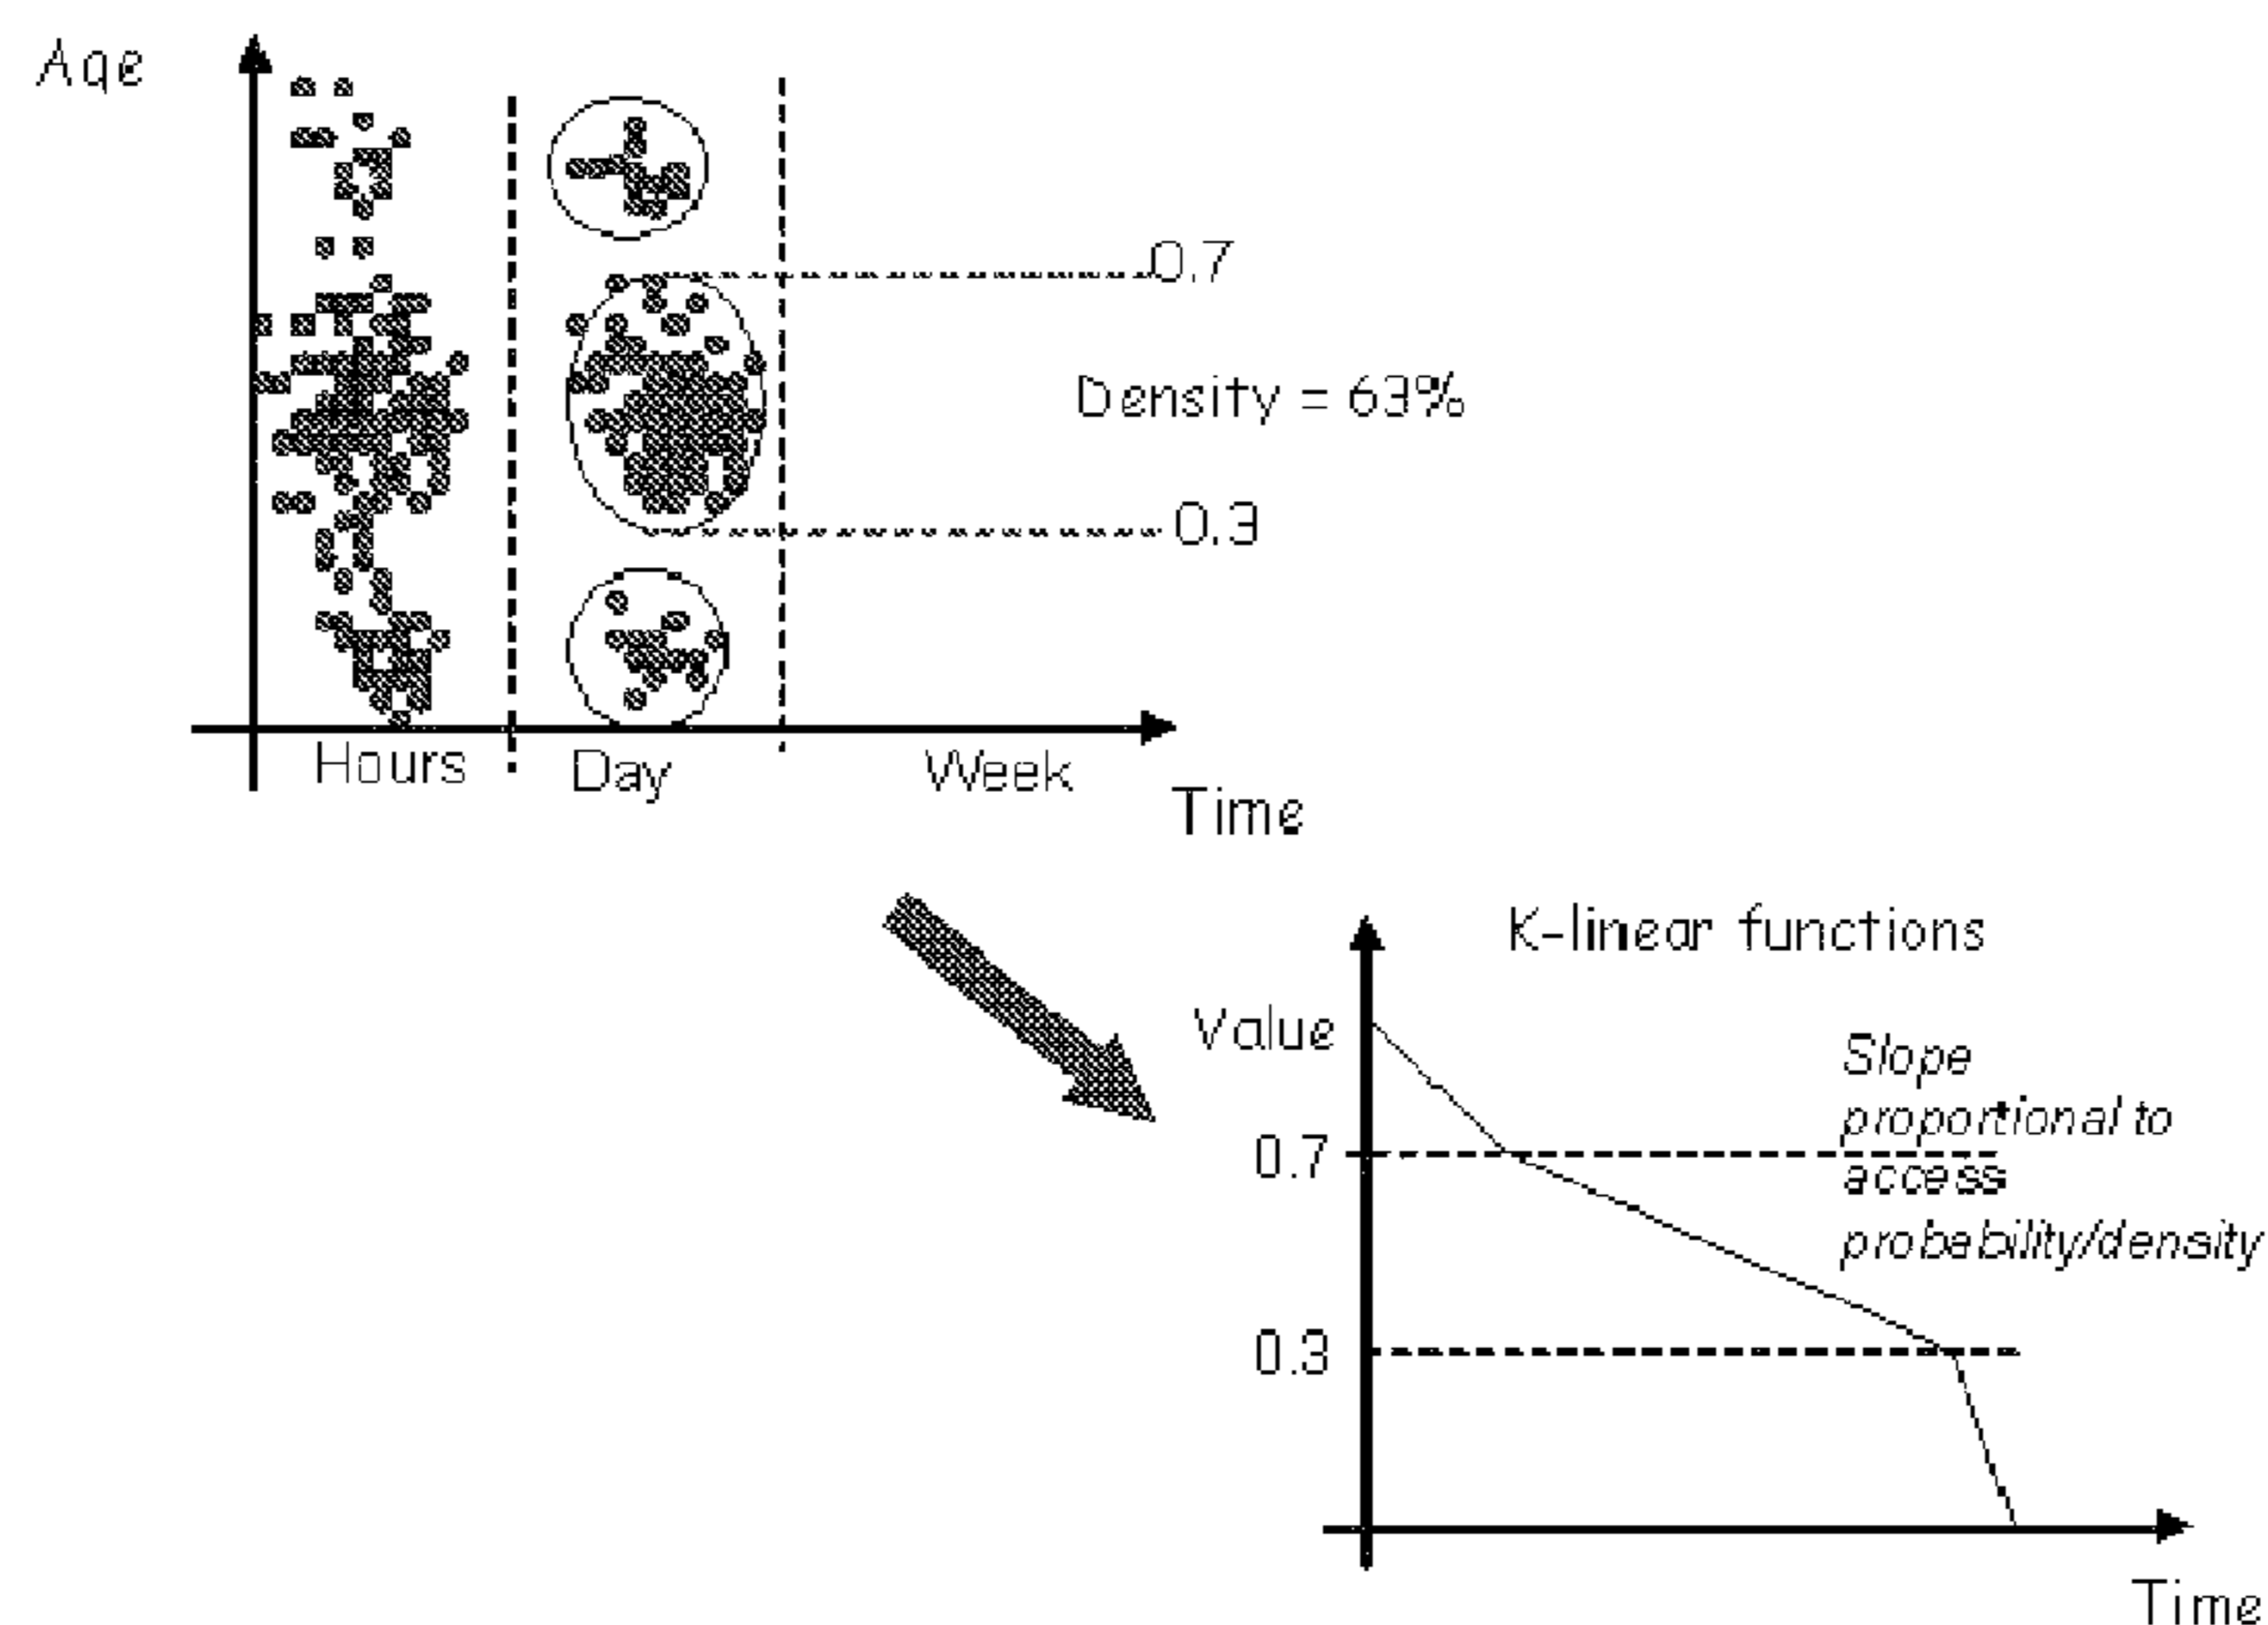 Age
0.7
Density = 63%
0.3
Hours
Day
Week
Time
K-linear functions
Value
Slope
proportional to
0.7
access
probability/density
0.3
Time